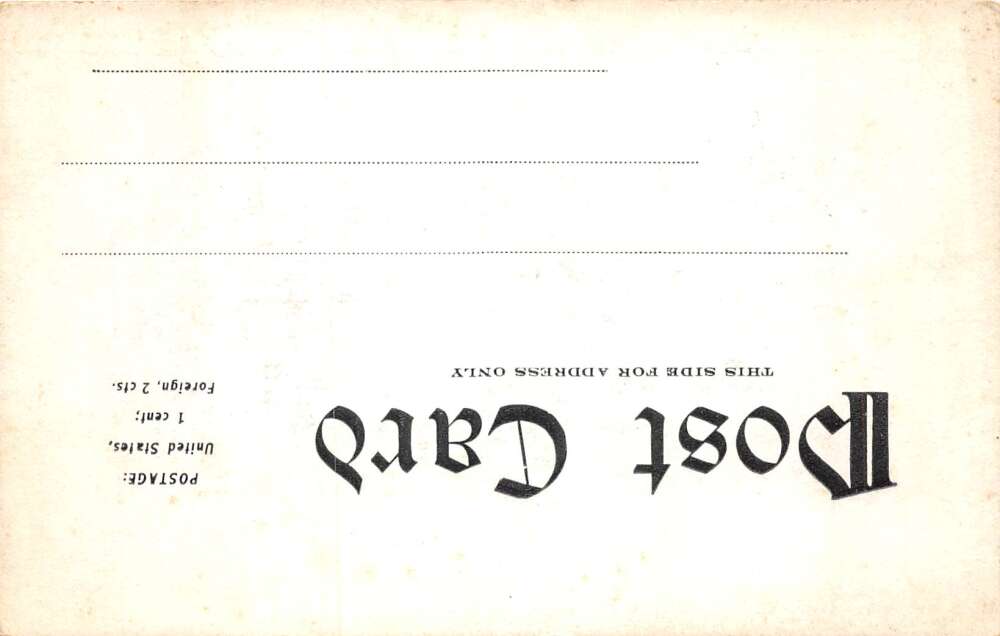 Post Card
THIS SIDE FOR ADDRESS ONLY
POSTAGE:
United States,
1 cent;
Foreign, 2 cts.